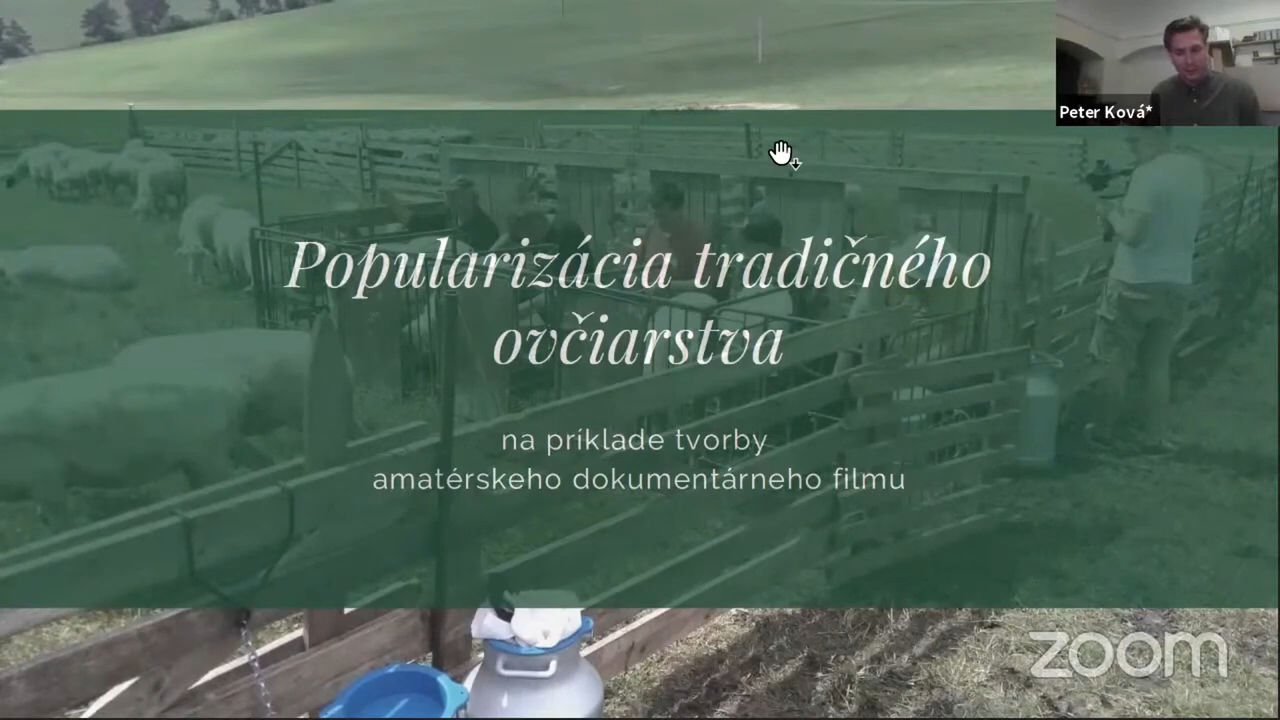 Peter Ková*
Popularizácia tradičného
ovčiarstva
na príklade tvorby
amatérskeho dokumentárneho filmu
zoom